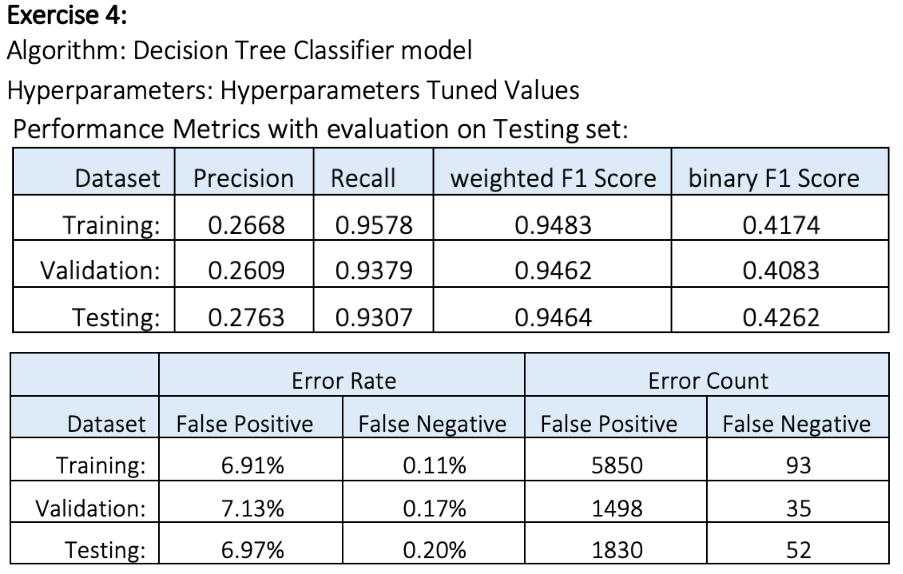 Exercise 4:
Algorithm: Decision Tree Classifier model
Hyperparameters: Hyperparameters Tuned Values
Performance Metrics with evaluation on Testing set:
Dataset Precision Recall weighted F1 Score binary F1 Score
Training: 0.2668 0.9578 0.9483 0.4174
Validation: 0.2609 0.9379 0.9462 0.4083
Testing: 0.2763 0.9307 0.9464 0.4262
Error Rate Error Count
Dataset False Positive False Negative False Positive False Negative
Training: 6.91% 0.11% 5850 93
Validation: 7.13% 0.17% 1498 35
Testing: 6.97% 0.20% 1830 52